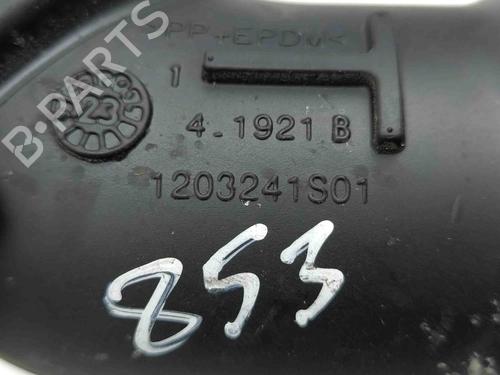 PP+EPDM<
1
23
4-1921 B
1203241S01
853
B-PARTS